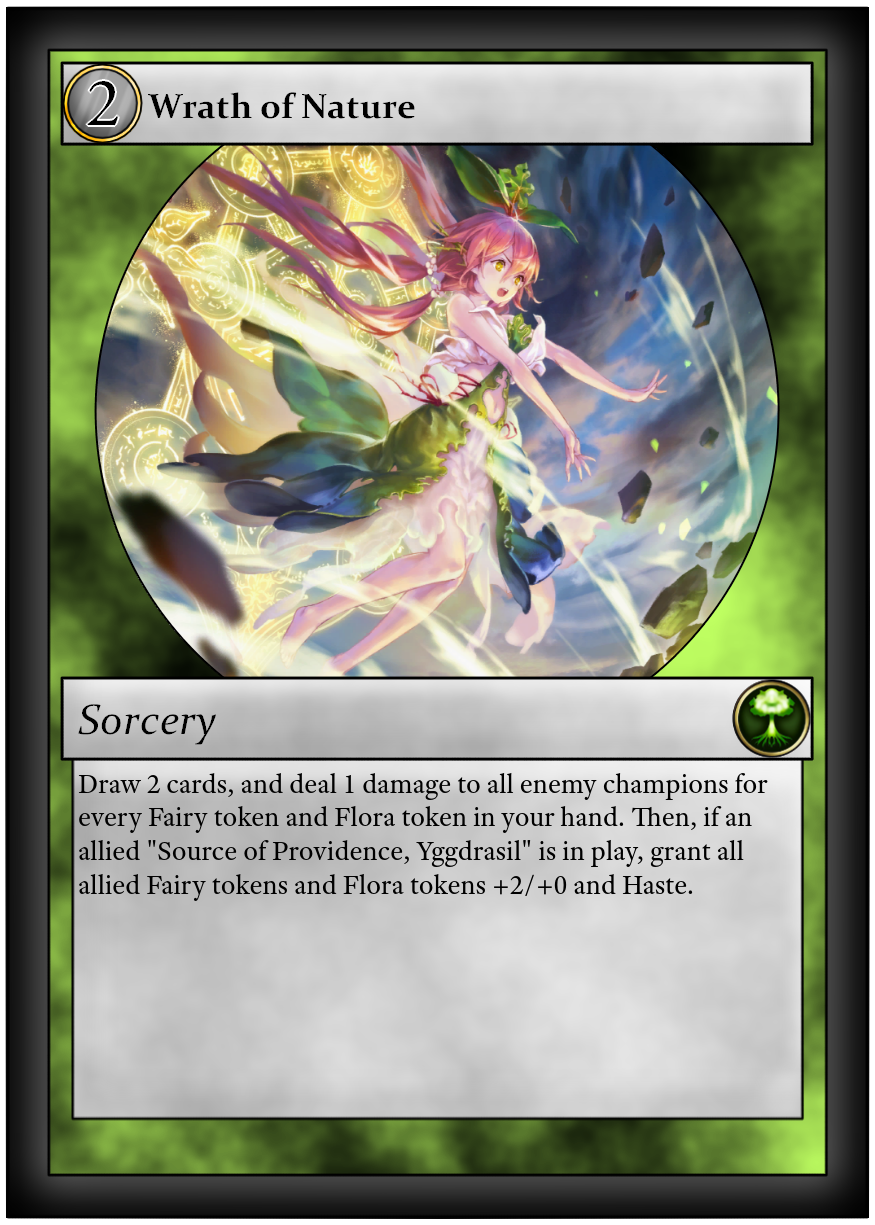 2 Wrath of Nature
Sorcery
Draw 2 cards, and deal 1 damage to all enemy champions for
every Fairy token and Flora token in your hand. Then, if an
allied "Source of Providence, Yggdrasil" is in play, grant all
allied Fairy tokens and Flora tokens +2/+0 and Haste.